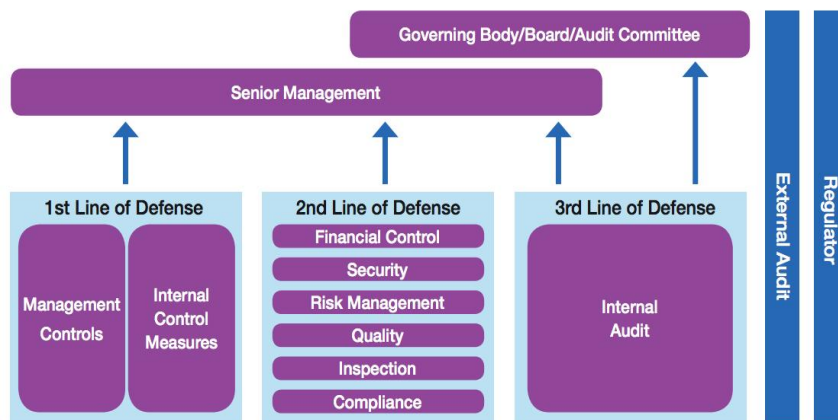 Governing Body/Board/Audit Committee
Senior Management
1st Line of Defense
Management
Controls
Internal
Control
Measures
2nd Line of Defense
Financial Control
Security
Risk Management
Quality
Inspection
Compliance
3rd Line of Defense
Internal
Audit
External Audit
Regulator